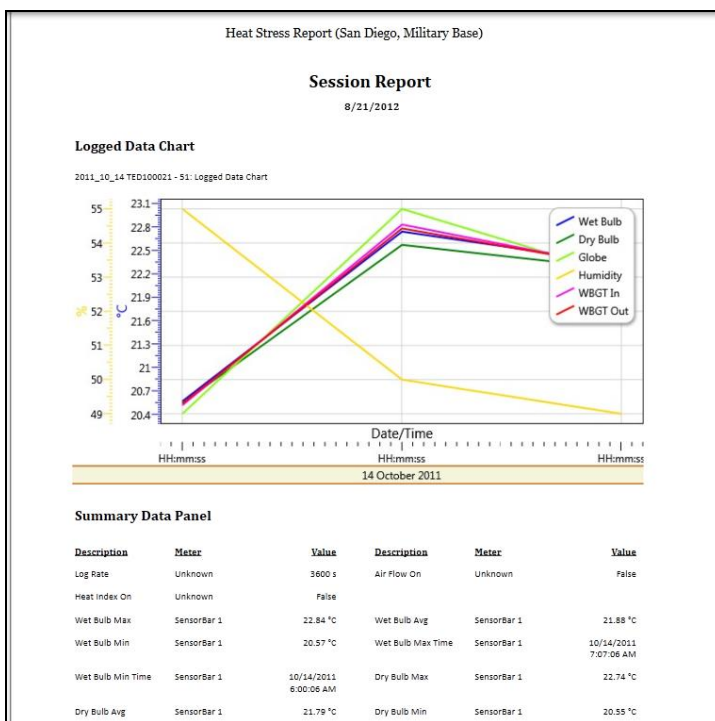 Heat Stress Report (San Diego, Military Base)
Session Report
8/21/2012
Logged Data Chart
2011_10_14 TED100021 - 51: Logged Data Chart
55
54
53
52
51
50
49
%
°C
23.1
22.8
22.5
22.2
21.9
21.6
21.3
21
20.7
20.4
Wet Bulb
Dry Bulb
Globe
Humidity
WBGT In
WBGT Out
Date/Time
HH:mm:ss HH:mm:ss HH:mm:ss
14 October 2011
Summary Data Panel
Description Meter Value Description Meter Value
Log Rate Unknown 3600 s Air Flow On Unknown False
Heat Index On Unknown False
Wet Bulb Max SensorBar 1 22.84 °C Wet Bulb Avg SensorBar 1 21.88 °C
Wet Bulb Min SensorBar 1 20.57 °C Wet Bulb Max Time SensorBar 1 10/14/2011
7:07:06 AM
Wet Bulb Min Time SensorBar 1 10/14/2011 Dry Bulb Max SensorBar 1 22.74 °C
6:00:06 AM
Dry Bulb Avg SensorBar 1 21.79 °C Dry Bulb Min SensorBar 1 20.55 °C